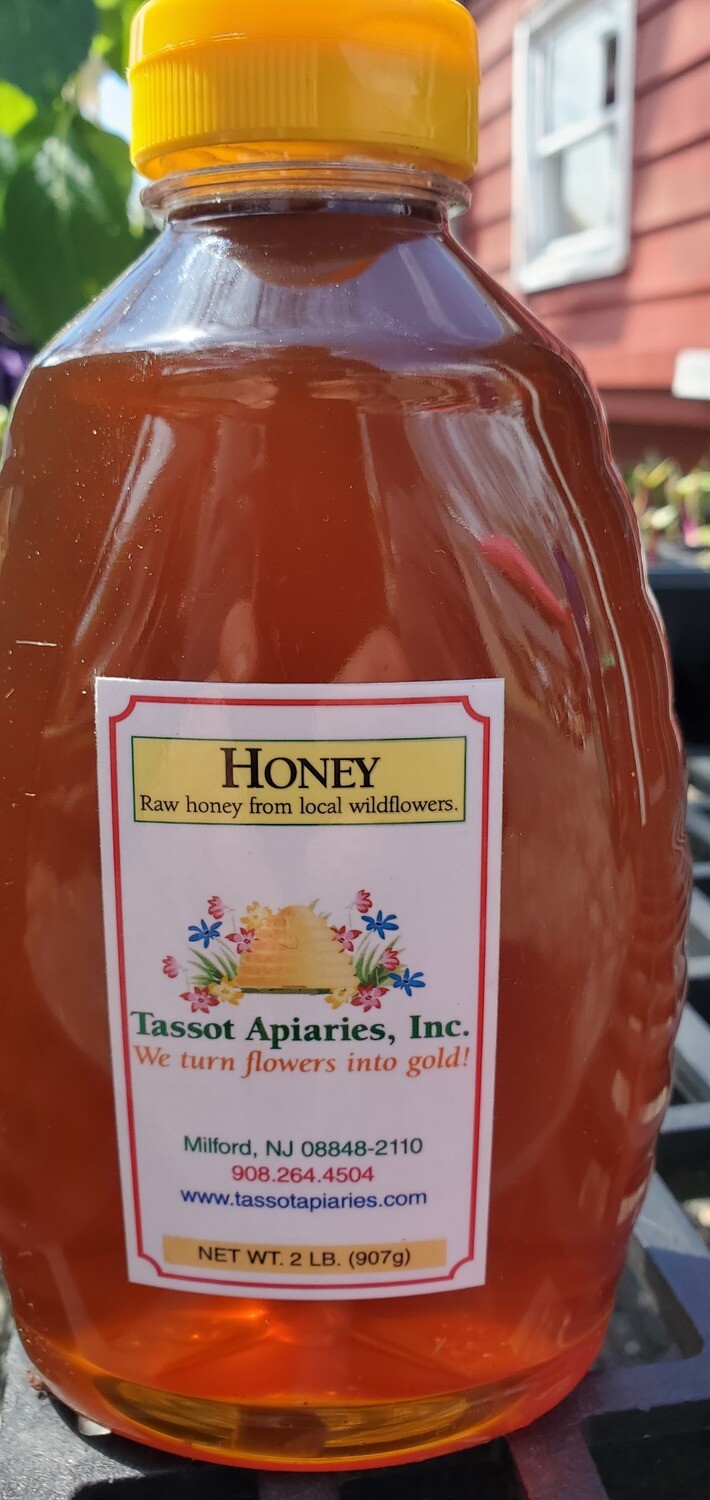 HONEY
Raw honey from local wildflowers.
Tassot Apiaries, Inc.
We turn flowers into gold!
Milford, NJ 08848-2110
908.264.4504
www.tassotapiaries.com
NET WT. 2 LB. (907g)